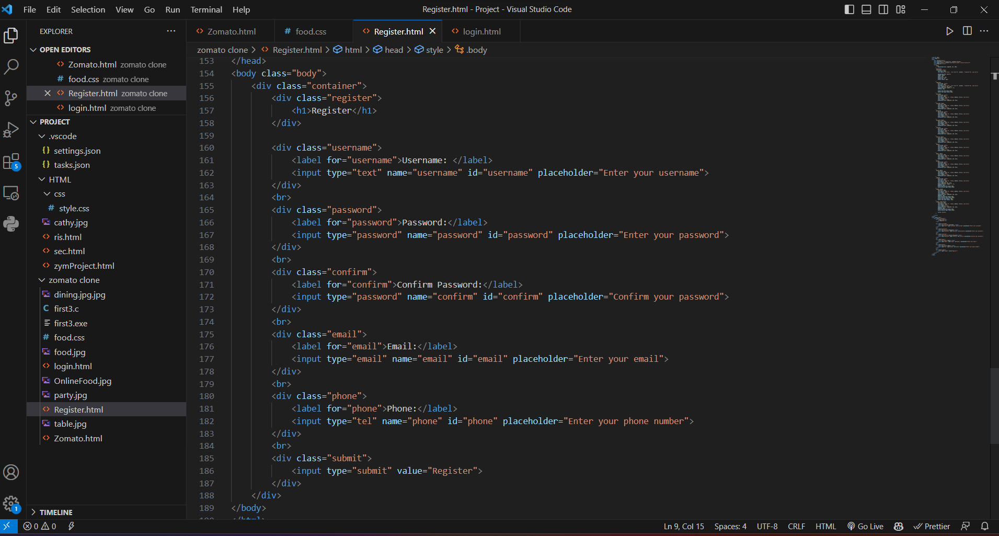 File Edit Selection View Go Run Terminal Help
Register.html - Project - Visual Studio Code
EXPLORER
OPEN EDITORS
Zomato.html zomato clone
food.css zomato clone
Register.html zomato clone
login.html zomato clone
PROJECT
.vscode
settings.json
tasks.json
HTML
css
style.css
cathy.jpg
ris.html
sec.html
zymProject.html
zomato clone
dining.jpg.jpg
first3.c
first3.exe
food.css
food.jpg
login.html
OnlineFood.jpg
party.jpg
Register.html
table.jpg
Zomato.html
TIMELINE
5
1
Zomato.html food.css Register.html login.html
zomato clone > Register.html > html > head > style > .body
153 </head>
154 <body class="body">
155 <div class="container">
156 <div class="register">
157 <h1>Register</h1>
158 </div>
159
160 <div class="username">
161 <label for="username">Username: </label>
162 <input type="text" name="username" id="username" placeholder="Enter your username">
163 </div>
164 <br>
165 <div class="password">
166 <label for="password">Password:</label>
167 <input type="password" name="password" id="password" placeholder="Enter your password">
168 </div>
169 <br>
170 <div class="confirm">
171 <label for="confirm">Confirm Password:</label>
172 <input type="password" name="confirm" id="confirm" placeholder="Confirm your password">
173 </div>
174 <br>
175 <div class="email">
176 <label for="email">Email:</label>
177 <input type="email" name="email" id="email" placeholder="Enter your email">
178 </div>
179 <br>
180 <div class="phone">
181 <label for="phone">Phone:</label>
182 <input type="tel" name="phone" id="phone" placeholder="Enter your phone number">
183 </div>
184 <br>
185 <div class="submit">
186 <input type="submit" value="Register">
187 </div>
188 </div>
189 </body>
0 0
Ln 9, Col 15 Spaces: 4 UTF-8 CRLF HTML Go Live Prettier